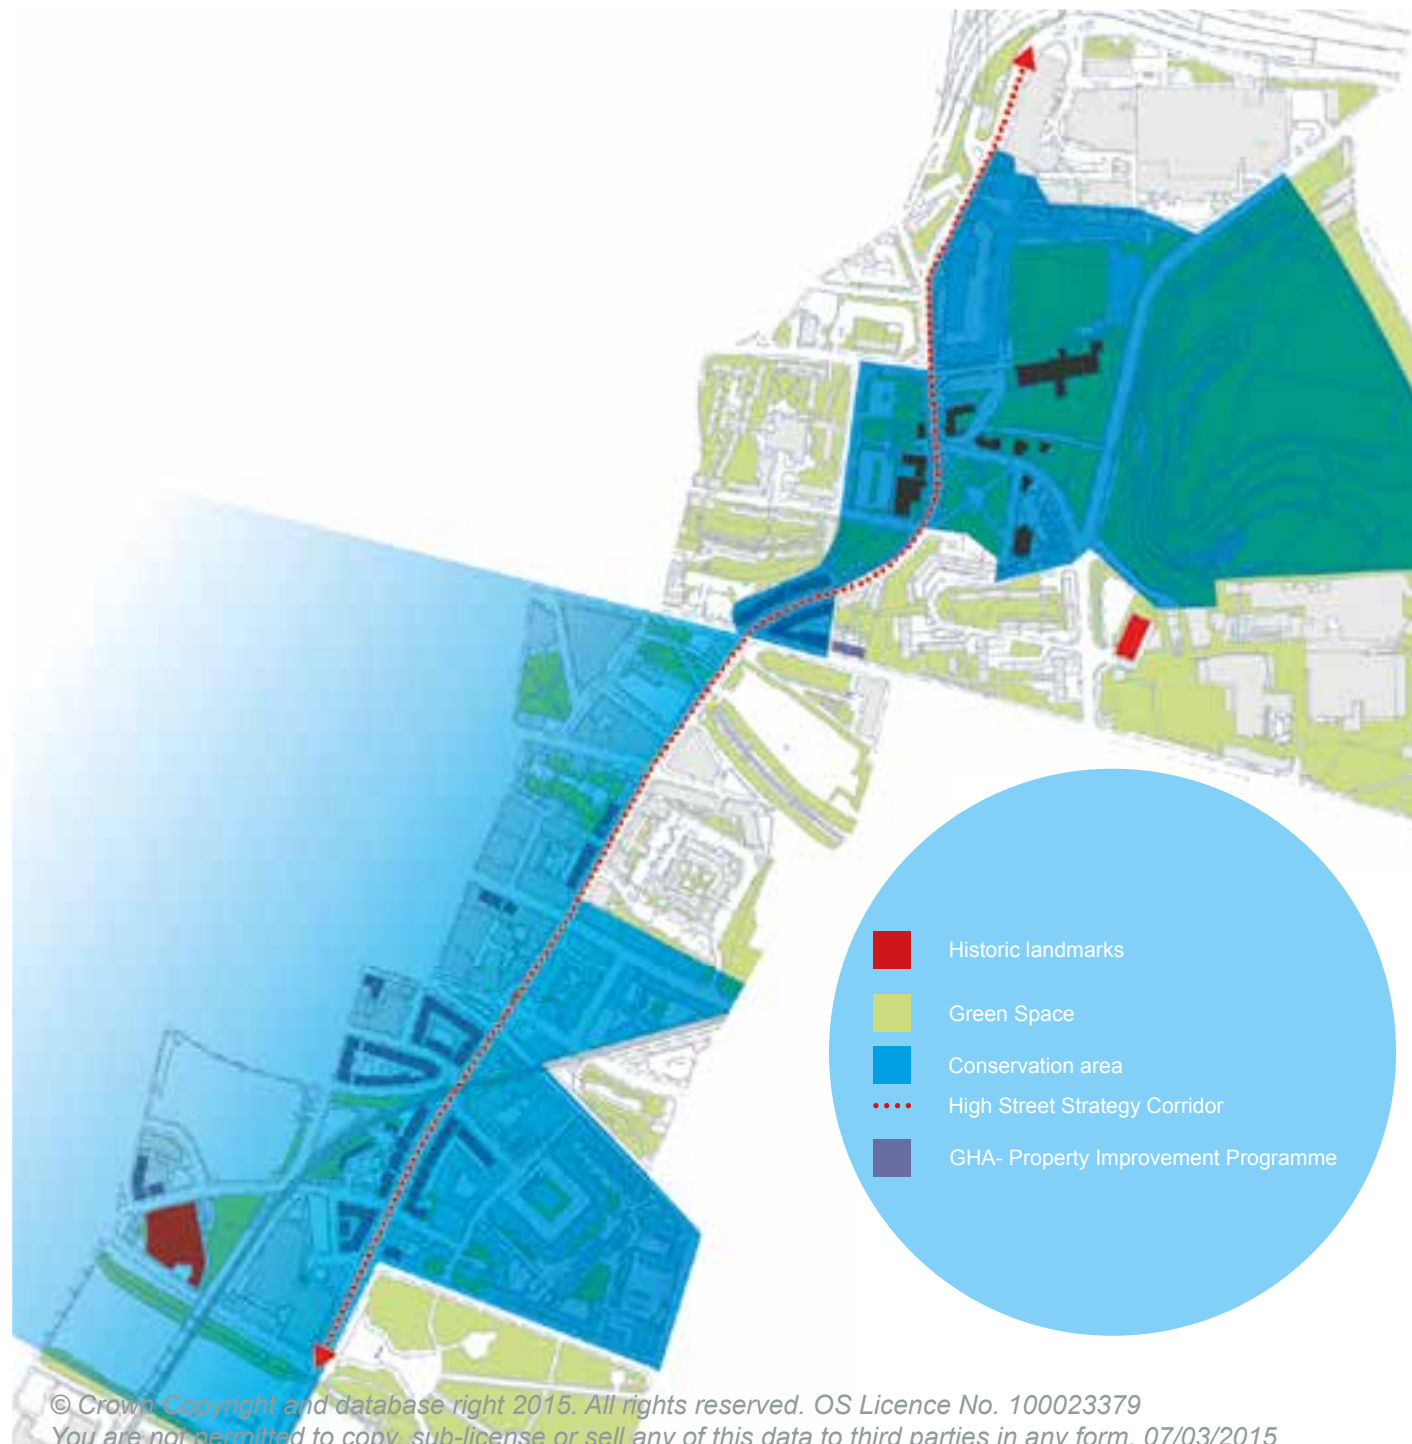 Historic landmarks
Green Space
Conservation area
High Street Strategy Corridor
GHA- Property Improvement Programme
© Crown Copyright and database right 2015. All rights reserved. OS Licence No. 100023379
You are not permitted to copy, sub-license or sell any of this data to third parties in any form. 07/03/2015